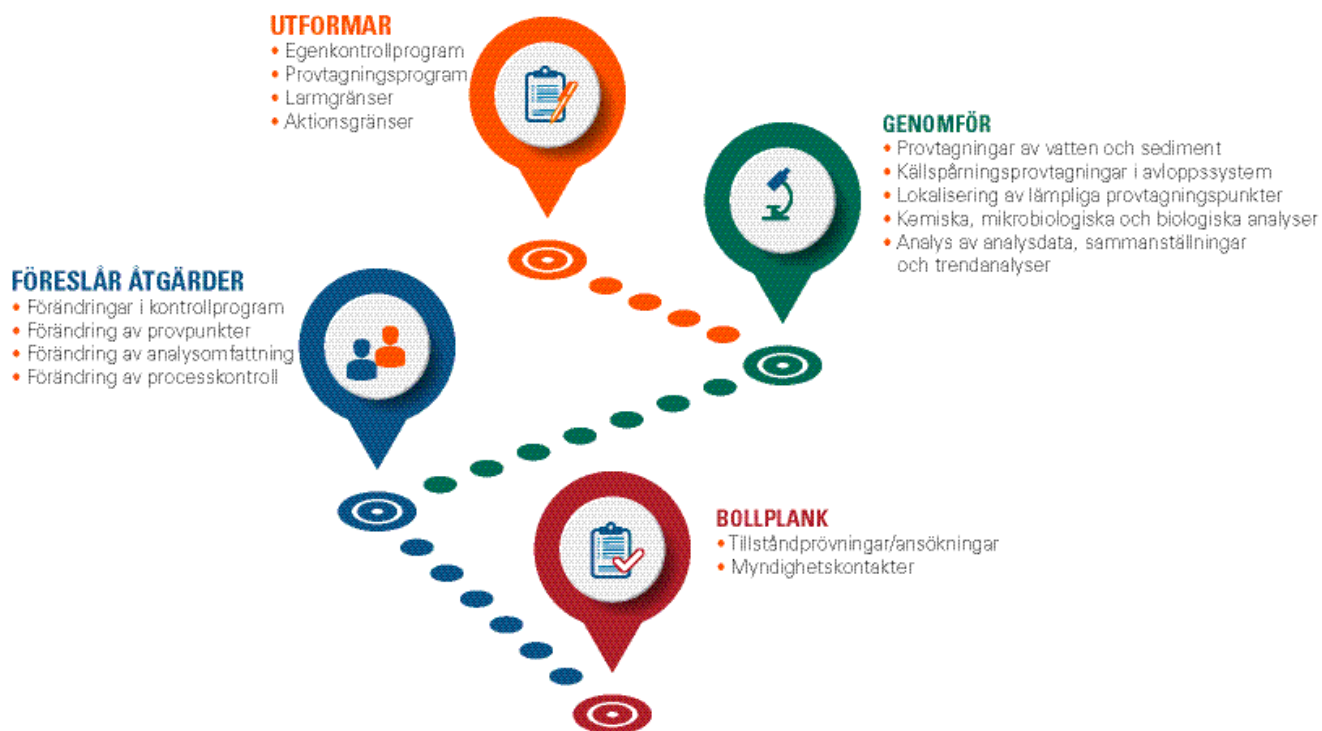 UTFORMAR
• Egenkontrollprogram
• Provtagningsprogram
• Larmgränser
• Aktionsgränser
GENOMFÖR
• Provtagningar av vatten och sediment
• Källspårningsprovtagningar i avloppssystem
• Lokalisering av lämpliga provtagningspunkter
• Kemiska, mikrobiologiska och biologiska analyser
• Analys av analysdata, sammanställningar
och trendanalyser
FÖRESLÅR ÅTGÄRDER
• Förändringar i kontrollprogram
• Förändring av provpunkter
• Förändring av analysomfattning
• Förändring av processkontroll
BOLLPLANK
• Tillståndprövningar/ansökningar
• Myndighetskontakter